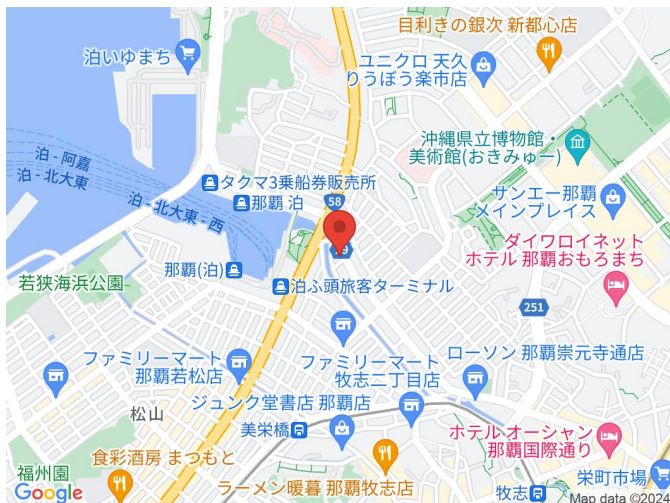 目利きの銀次 新都心店
泊いゆまち
ユニクロ 天久
りうぼう楽市店
沖縄県立博物館・
美術館(おきみゅー)
泊 - 阿嘉
泊 - 北大東
泊 - 北大東 - 西
タクマ3乗船券販売所
那覇 泊
58
サンエー那覇
メインプレイス
ダイワロイネット
ホテル 那覇おもろまち
那覇(泊)
若狭海浜公園
泊ふ頭旅客ターミナル
251
ファミリーマート
那覇若松店
ファミリーマート
牧志二丁目店
ローソン 那覇崇元寺通店
ジュンク堂書店 那覇店
松山
美栄橋
ホテル オーシャン
那覇国際通り
食彩酒房 まつもと
福州園
ラーメン暖暮 那覇牧志店
牧志
栄町市場
Google
Map data ©2024